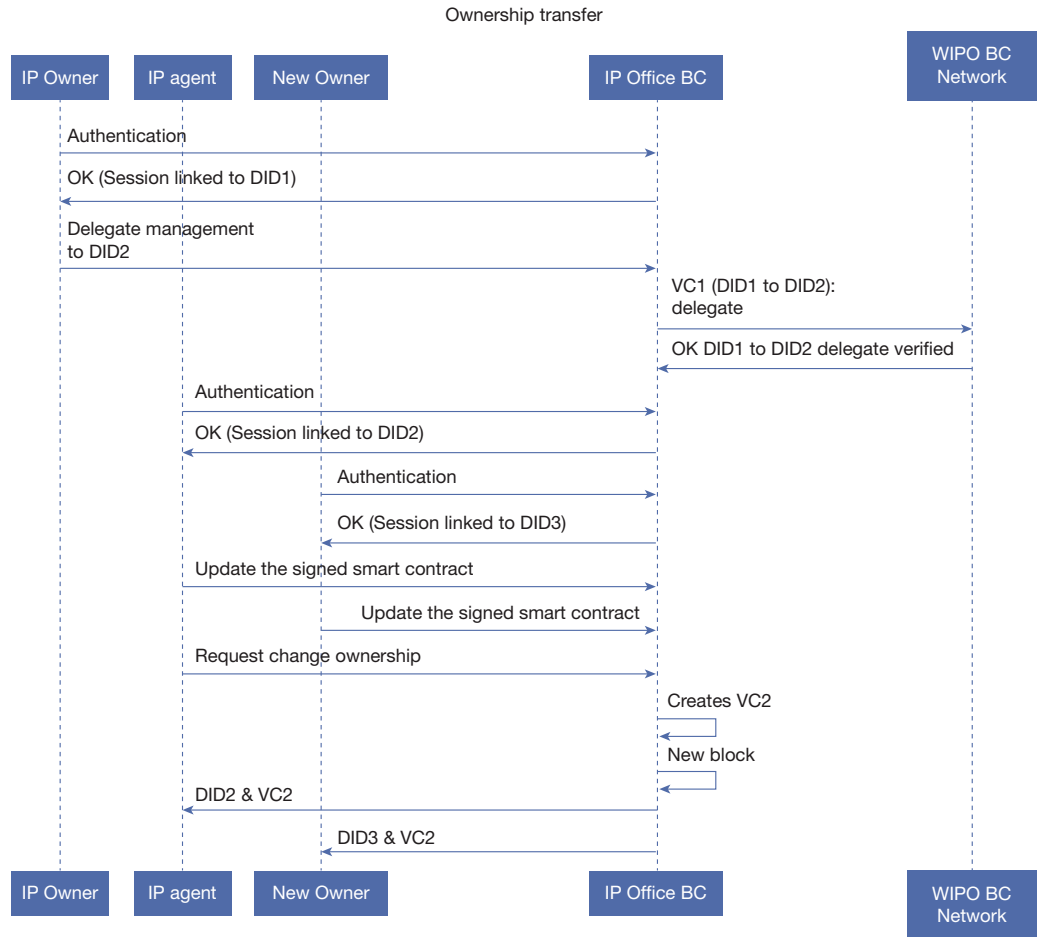 Ownership transfer
IP Owner
IP agent
New Owner
IP Office BC
WIPO BC
Network
Authentication
OK (Session linked to DID1)
Delegate management
to DID2
VC1 (DID1 to DID2):
delegate
OK DID1 to DID2 delegate verified
Authentication
OK (Session linked to DID2)
Authentication
OK (Session linked to DID3)
Update the signed smart contract
Update the signed smart contract
Request change ownership
Creates VC2
New block
DID2 & VC2
DID3 & VC2
IP Owner
IP agent
New Owner
IP Office BC
WIPO BC
Network